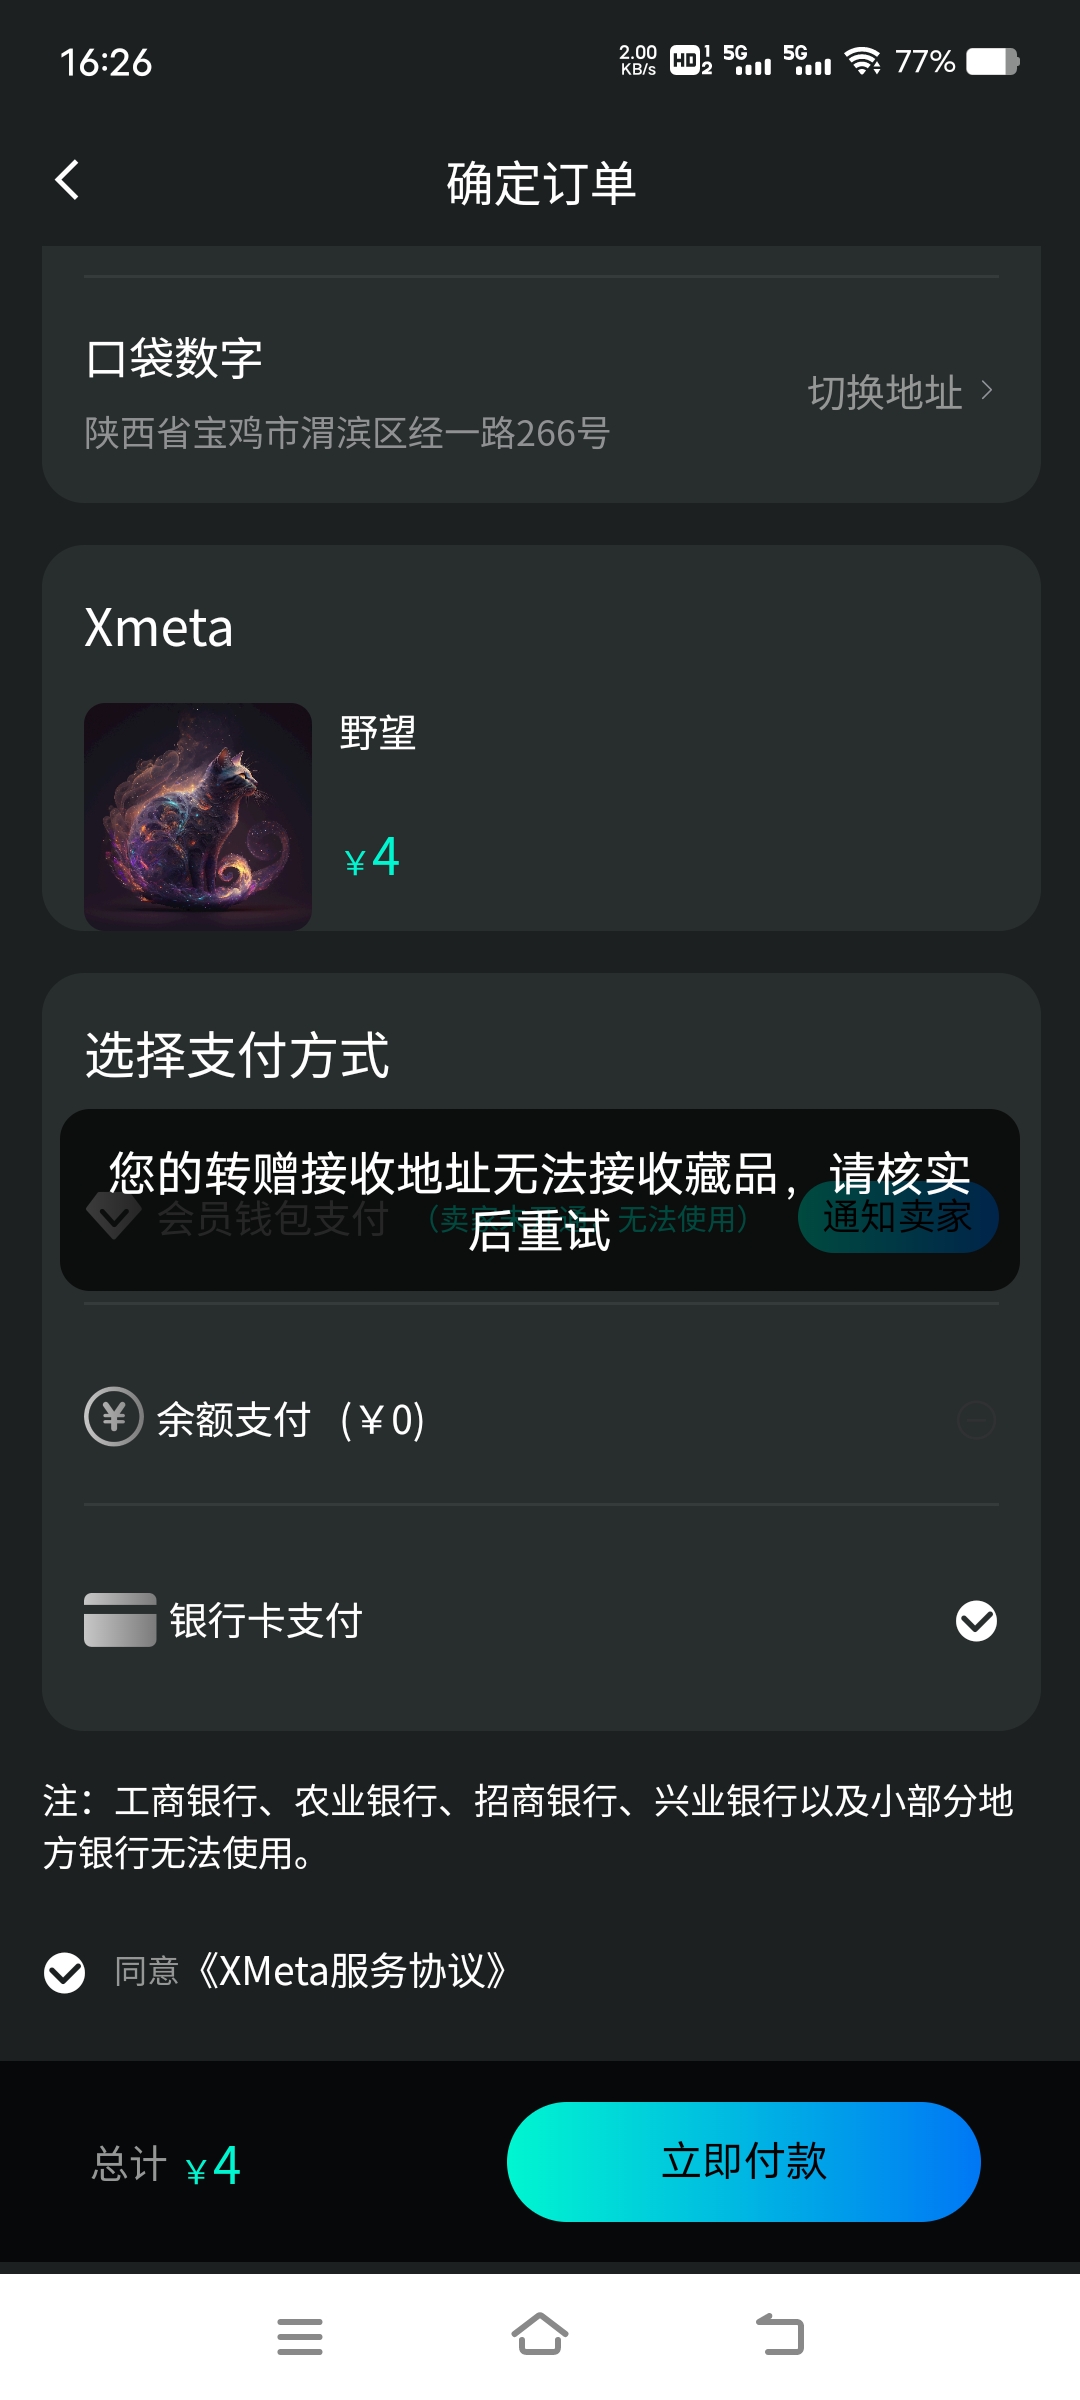 16:26
2.00 KB/s HD 1 2 5G 5G 77%
确定订单
口袋数字
切换地址
陕西省宝鸡市渭滨区经一路266号
Xmeta
野望
¥4
选择支付方式
您的转赠接收地址无法接收藏品，请核实
后重试
会员钱包支付 （卖家未开通，无法使用） 通知卖家
余额支付 （¥0）
银行卡支付
注：工商银行、农业银行、招商银行、兴业银行以及小部分地
方银行无法使用。
同意《XMeta服务协议》
总计 ¥4
立即付款